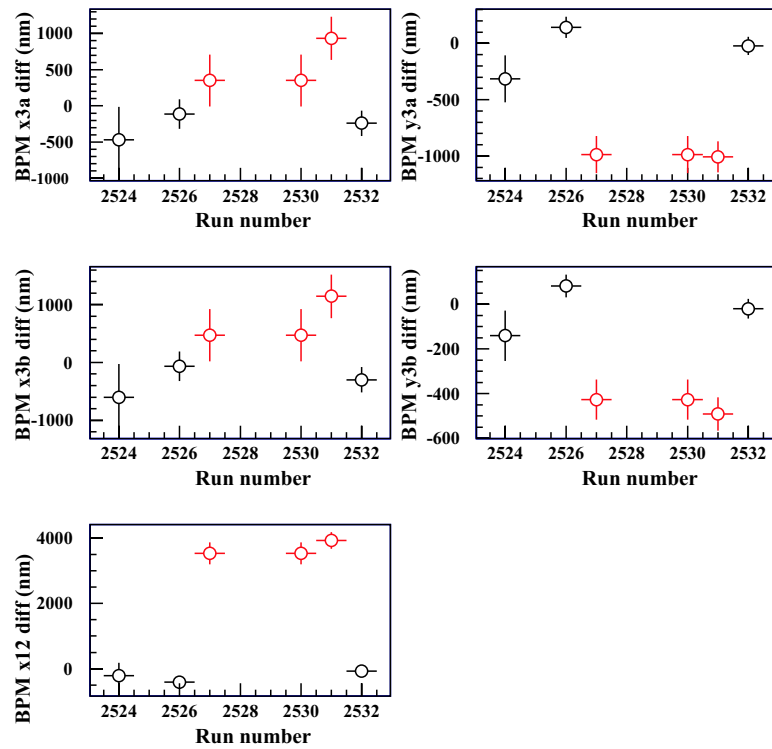 BPM x3a diff (nm)
1000
500
0
-500
-1000
2524 2526 2528 2530 2532
Run number
BPM y3a diff (nm)
0
-500
-1000
2524 2526 2528 2530 2532
Run number
BPM x3b diff (nm)
1000
0
-1000
2524 2526 2528 2530 2532
Run number
BPM y3b diff (nm)
0
-200
-400
-600
2524 2526 2528 2530 2532
Run number
BPM x12 diff (nm)
4000
2000
0
2524 2526 2528 2530 2532
Run number